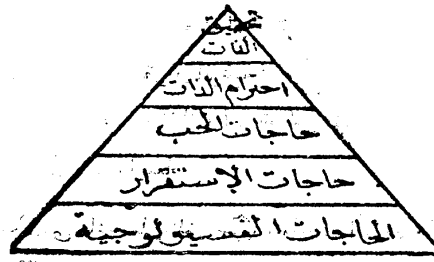 تحقيق
الذات
احترام الذات
حاجات الحب
حاجات الإستقرار
الحاجات الفسيولوجية